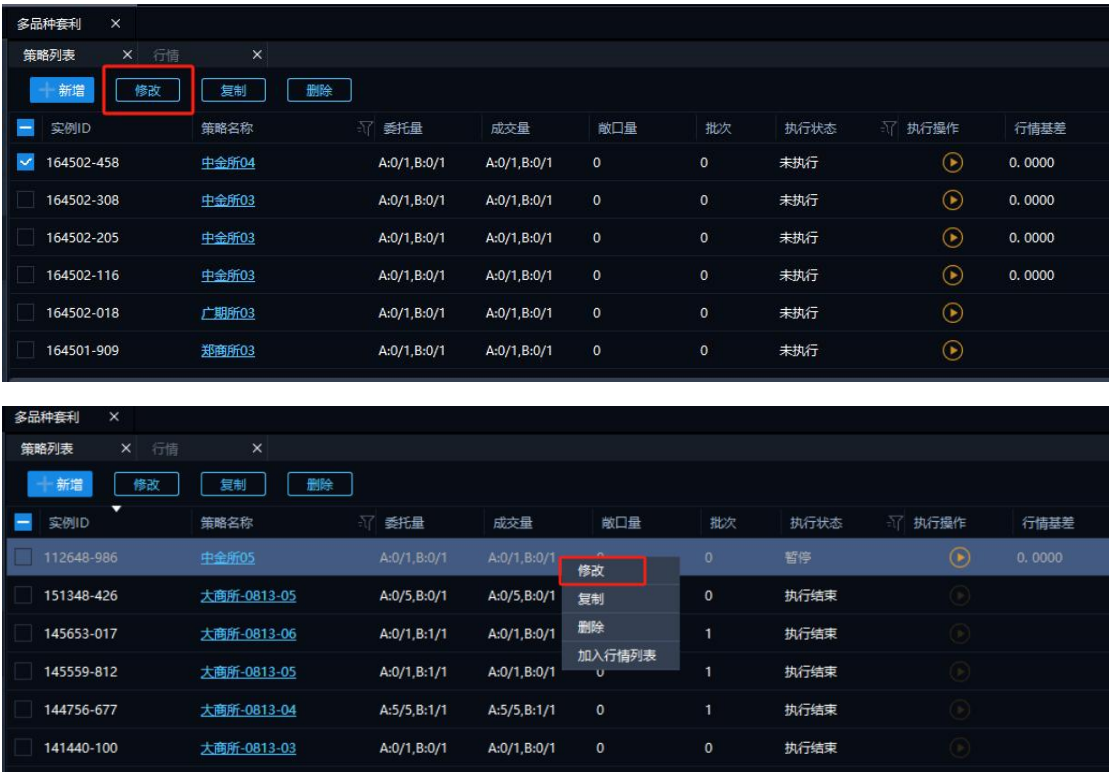 多品种套利 ×
策略列表 × 行情 ×
新增 修改 复制 删除
实例ID 策略名称 委托量 成交量 敞口量 批次 执行状态 执行操作 行情基差
164502-458 中金所04 A:0/1,B:0/1 A:0/1,B:0/1 0 0 未执行 0.0000
164502-308 中金所03 A:0/1,B:0/1 A:0/1,B:0/1 0 0 未执行 0.0000
164502-205 中金所03 A:0/1,B:0/1 A:0/1,B:0/1 0 0 未执行 0.0000
164502-116 中金所03 A:0/1,B:0/1 A:0/1,B:0/1 0 0 未执行 0.0000
164502-018 广期所03 A:0/1,B:0/1 A:0/1,B:0/1 0 0 未执行
164501-909 郑商所03 A:0/1,B:0/1 A:0/1,B:0/1 0 0 未执行
多品种套利 ×
策略列表 × 行情 ×
新增 修改 复制 删除
实例ID 策略名称 委托量 成交量 敞口量 批次 执行状态 执行操作 行情基差
112648-986 中金所05 A:0/1,B:0/1 A:0/1,B:0/1 0 暂停 0.0000
修改
151348-426 大商所-0813-05 A:0/5,B:0/1 A:0/5,B:0/1 复制 0 执行结束
145653-017 大商所-0813-06 A:0/1,B:1/1 A:0/1,B:0/1 删除 1 执行结束
加入行情列表
145559-812 大商所-0813-05 A:0/1,B:1/1 A:0/1,B:0/1 1 执行结束
144756-677 大商所-0813-04 A:5/5,B:1/1 A:5/5,B:1/1 0 1 执行结束
141440-100 大商所-0813-03 A:0/1,B:0/1 A:0/1,B:0/1 0 0 执行结束